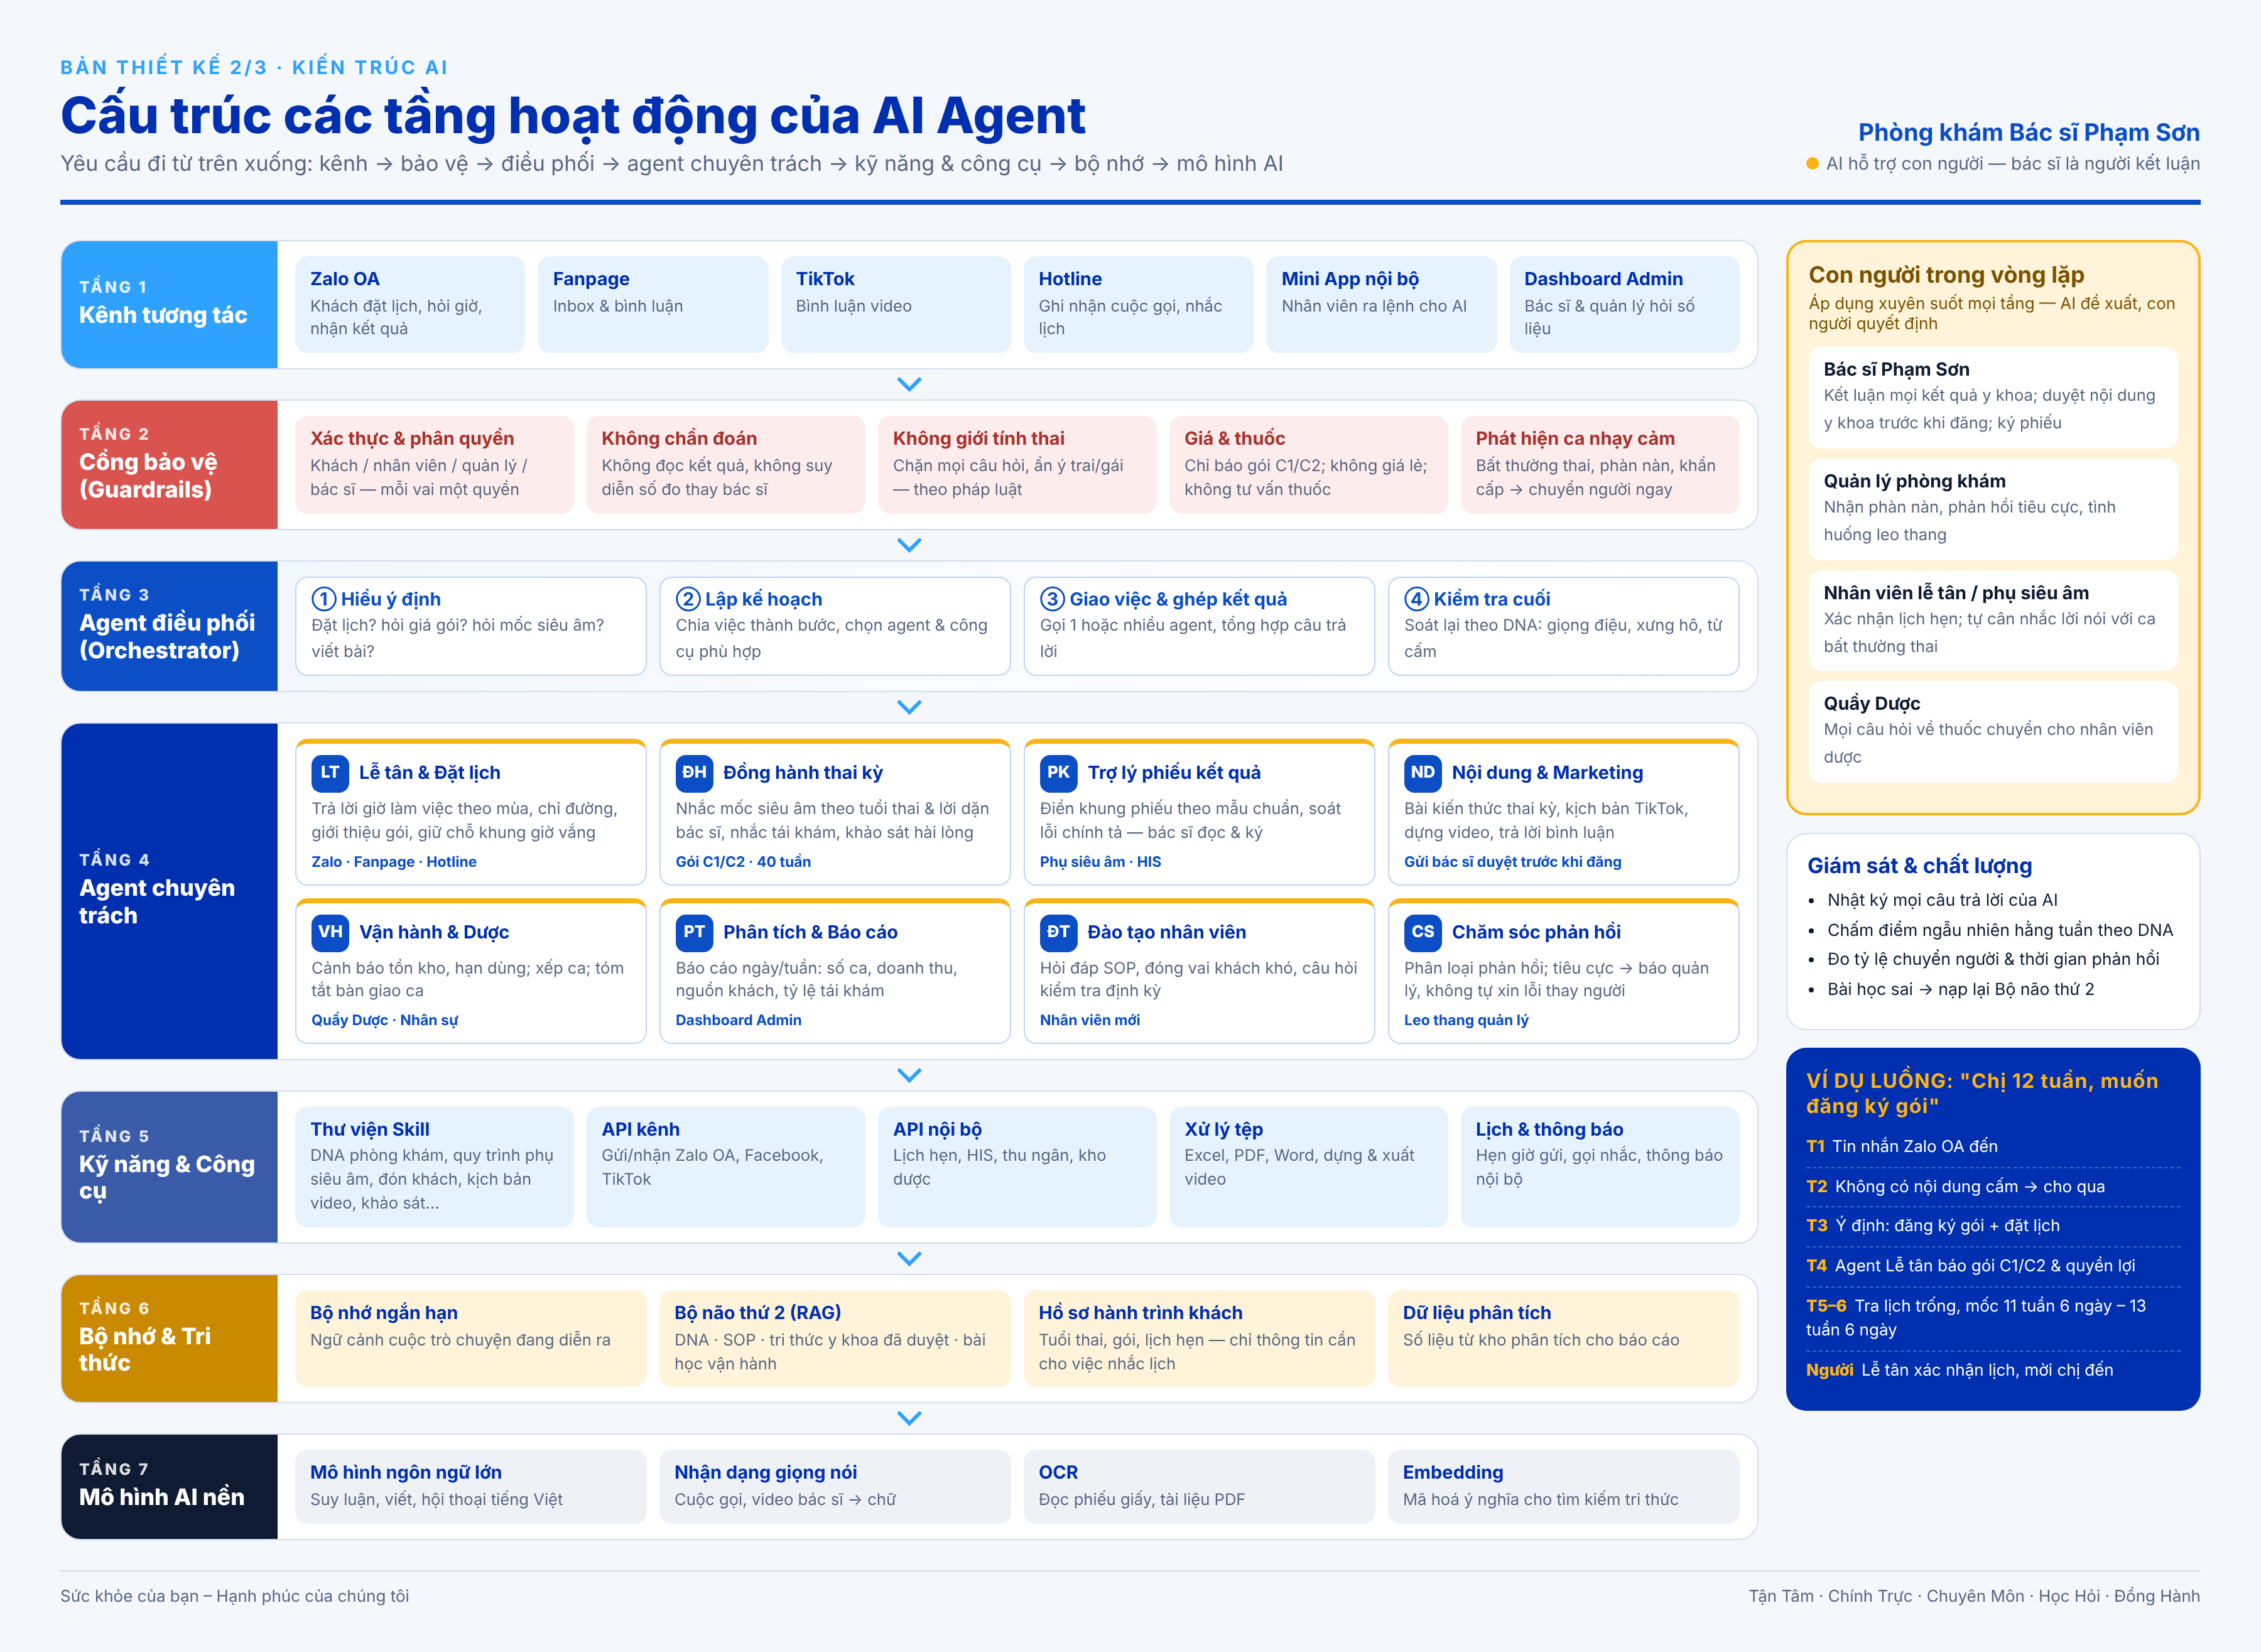 BẢN THIẾT KẾ 2/3 · KIẾN TRÚC AI
Cấu trúc các tầng hoạt động của AI Agent
Yêu cầu đi từ trên xuống: kênh → bảo vệ → điều phối → agent chuyên trách → kỹ năng & công cụ → bộ nhớ → mô hình AI
Phòng khám Bác sĩ Phạm Sơn
AI hỗ trợ con người — bác sĩ là người kết luận
TẦNG 1
Kênh tương tác
Zalo OA
Khách đặt lịch, hỏi giờ,
nhận kết quả
Fanpage
Inbox & bình luận
TikTok
Bình luận video
Hotline
Ghi nhận cuộc gọi, nhắc
lịch
Mini App nội bộ
Nhân viên ra lệnh cho AI
Dashboard Admin
Bác sĩ & quản lý hỏi số
liệu
TẦNG 2
Cổng bảo vệ
(Guardrails)
Xác thực & phân quyền
Khách / nhân viên / quản lý /
bác sĩ — mỗi vai một quyền
Không chẩn đoán
Không đọc kết quả, không suy
diễn số đo thay bác sĩ
Không giới tính thai
Chặn mọi câu hỏi, ẩn ý trai/gái
— theo pháp luật
Giá & thuốc
Chỉ báo gói C1/C2; không giá lẻ;
không tư vấn thuốc
Phát hiện ca nhạy cảm
Bất thường thai, phàn nàn, khẩn
cấp → chuyển người ngay
TẦNG 3
Agent điều phối
(Orchestrator)
① Hiểu ý định
Đặt lịch? hỏi giá gói? hỏi mốc siêu âm?
viết bài?
② Lập kế hoạch
Chia việc thành bước, chọn agent & công
cụ phù hợp
③ Giao việc & ghép kết quả
Gọi 1 hoặc nhiều agent, tổng hợp câu trả
lời
④ Kiểm tra cuối
Soát lại theo DNA: giọng điệu, xưng hô, từ
cấm
TẦNG 4
Agent chuyên
trách
LT Lễ tân & Đặt lịch
Trả lời giờ làm việc theo mùa, chỉ đường,
giới thiệu gói, giữ chỗ khung giờ vắng
Zalo · Fanpage · Hotline
ĐH Đồng hành thai kỳ
Nhắc mốc siêu âm theo tuổi thai & lời dặn
bác sĩ, nhắc tái khám, khảo sát hài lòng
Gói C1/C2 · 40 tuần
PK Trợ lý phiếu kết quả
Điền khung phiếu theo mẫu chuẩn, soát
lỗi chính tả — bác sĩ đọc & ký
Phụ siêu âm · HIS
ND Nội dung & Marketing
Bài kiến thức thai kỳ, kịch bản TikTok,
dựng video, trả lời bình luận
Gửi bác sĩ duyệt trước khi đăng
VH Vận hành & Dược
Cảnh báo tồn kho, hạn dùng; xếp ca; tóm
tắt bàn giao ca
Quầy Dược · Nhân sự
PT Phân tích & Báo cáo
Báo cáo ngày/tuần: số ca, doanh thu,
nguồn khách, tỷ lệ tái khám
Dashboard Admin
ĐT Đào tạo nhân viên
Hỏi đáp SOP, đóng vai khách khó, câu hỏi
kiểm tra định kỳ
Nhân viên mới
CS Chăm sóc phản hồi
Phân loại phản hồi; tiêu cực → báo quản
lý, không tự xin lỗi thay người
Leo thang quản lý
TẦNG 5
Kỹ năng & Công
cụ
Thư viện Skill
DNA phòng khám, quy trình phụ
siêu âm, đón khách, kịch bản
video, khảo sát...
API kênh
Gửi/nhận Zalo OA, Facebook,
TikTok
API nội bộ
Lịch hẹn, HIS, thu ngân, kho
dược
Xử lý tệp
Excel, PDF, Word, dựng & xuất
video
Lịch & thông báo
Hẹn giờ gửi, gọi nhắc, thông báo
nội bộ
TẦNG 6
Bộ nhớ & Tri
thức
Bộ nhớ ngắn hạn
Ngữ cảnh cuộc trò chuyện đang diễn ra
Bộ não thứ 2 (RAG)
DNA · SOP · tri thức y khoa đã duyệt · bài
học vận hành
Hồ sơ hành trình khách
Tuổi thai, gói, lịch hẹn — chỉ thông tin cần
cho việc nhắc lịch
Dữ liệu phân tích
Số liệu từ kho phân tích cho báo cáo
TẦNG 7
Mô hình AI nền
Mô hình ngôn ngữ lớn
Suy luận, viết, hội thoại tiếng Việt
Nhận dạng giọng nói
Cuộc gọi, video bác sĩ → chữ
OCR
Đọc phiếu giấy, tài liệu PDF
Embedding
Mã hoá ý nghĩa cho tìm kiếm tri thức
Con người trong vòng lặp
Áp dụng xuyên suốt mọi tầng — AI đề xuất, con
người quyết định
Bác sĩ Phạm Sơn
Kết luận mọi kết quả y khoa; duyệt nội dung
y khoa trước khi đăng; ký phiếu
Quản lý phòng khám
Nhận phàn nàn, phản hồi tiêu cực, tình
huống leo thang
Nhân viên lễ tân / phụ siêu âm
Xác nhận lịch hẹn; tự cân nhắc lời nói với ca
bất thường thai
Quầy Dược
Mọi câu hỏi về thuốc chuyển cho nhân viên
dược
Giám sát & chất lượng
• Nhật ký mọi câu trả lời của AI
• Chấm điểm ngẫu nhiên hằng tuần theo DNA
• Đo tỷ lệ chuyển người & thời gian phản hồi
• Bài học sai → nạp lại Bộ não thứ 2
VÍ DỤ LUỒNG: "Chị 12 tuần, muốn
đăng ký gói"
T1 Tin nhắn Zalo OA đến
T2 Không có nội dung cấm → cho qua
T3 Ý định: đăng ký gói + đặt lịch
T4 Agent Lễ tân báo gói C1/C2 & quyền lợi
T5–6 Tra lịch trống, mốc 11 tuần 6 ngày – 13
tuần 6 ngày
Người Lễ tân xác nhận lịch, mời chị đến
Sức khỏe của bạn – Hạnh phúc của chúng tôi
Tận Tâm · Chính Trực · Chuyên Môn · Học Hỏi · Đồng Hành